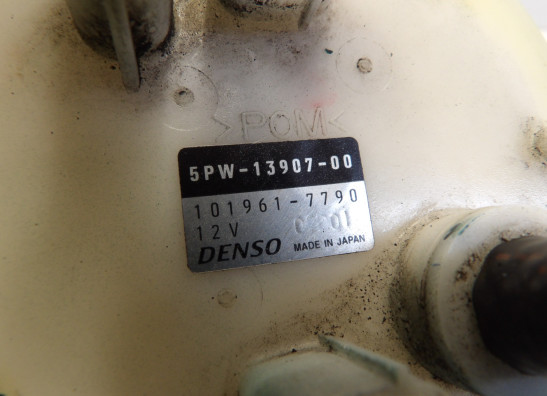 >POM<
5PW-13907-00
101961-7790
12V
DENSO MADE IN JAPAN